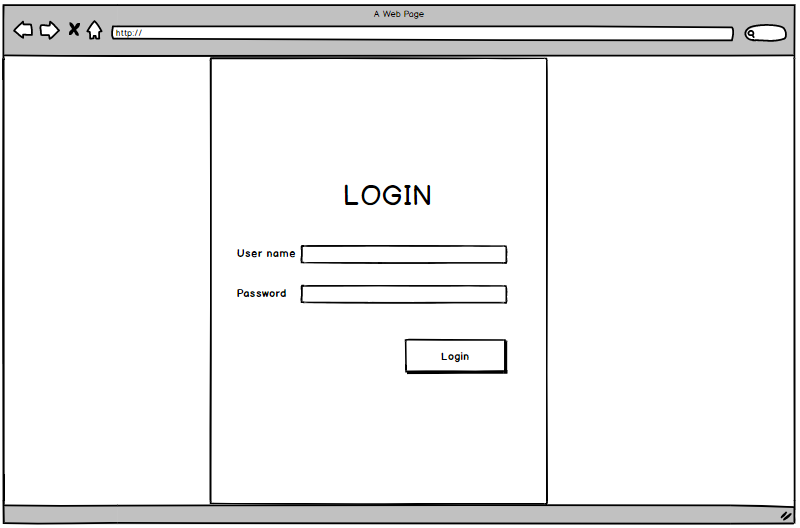 A Web Page
http://
LOGIN
User name
Password
Login